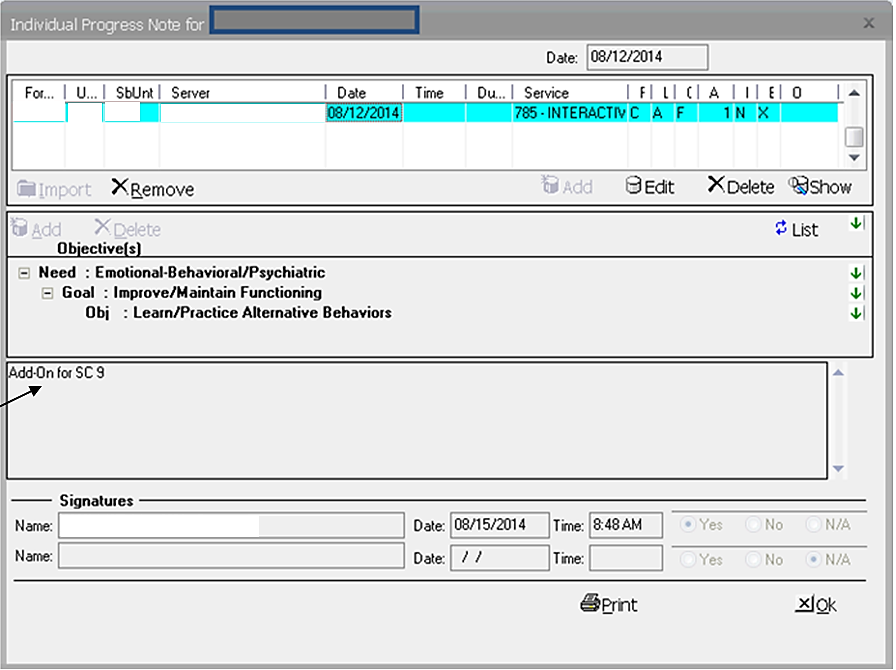 Individual Progress Note for
Date: 08/12/2014
For... U... SbUnt Server Date Time Du... Service F L ( A I E O
08/12/2014 785 - INTERACTIV C A F 1 N X
Import Remove Add Edit Delete Show
Add Delete List
Objective(s)
Need : Emotional-Behavioral/Psychiatric
Goal : Improve/Maintain Functioning
Obj : Learn/Practice Alternative Behaviors
Add-On for SC 9
Signatures
Name: Date: 08/15/2014 Time: 8:48 AM Yes No N/A
Name: Date: / / Time: Yes No N/A
Print Ok